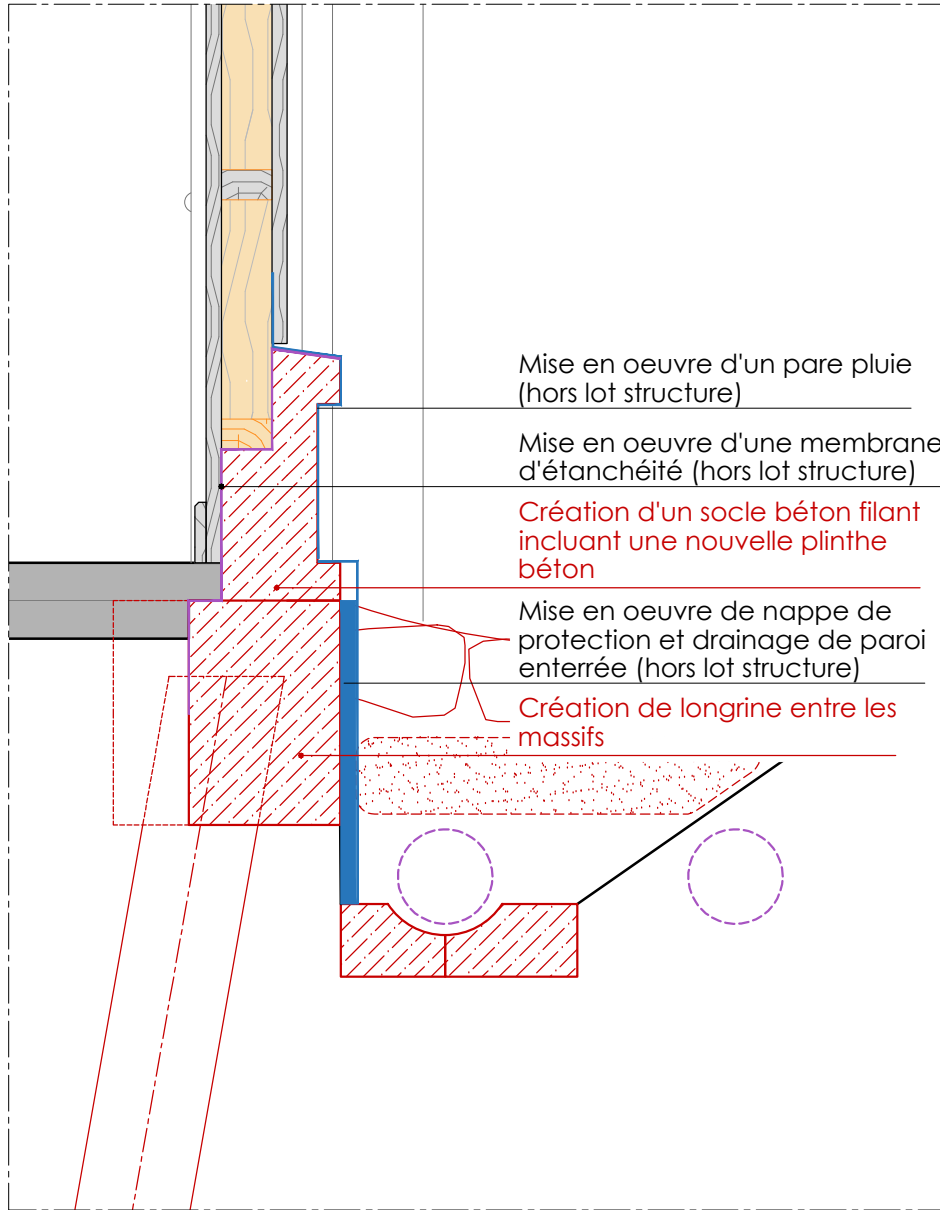 Mise en oeuvre d'un pare pluie
(hors lot structure)
Mise en oeuvre d'une membrane
d'étanchéité (hors lot structure)
Création d'un socle béton filant
incluant une nouvelle plinthe
béton
Mise en oeuvre de nappe de
protection et drainage de paroi
enterrée (hors lot structure)
Création de longrine entre les
massifs